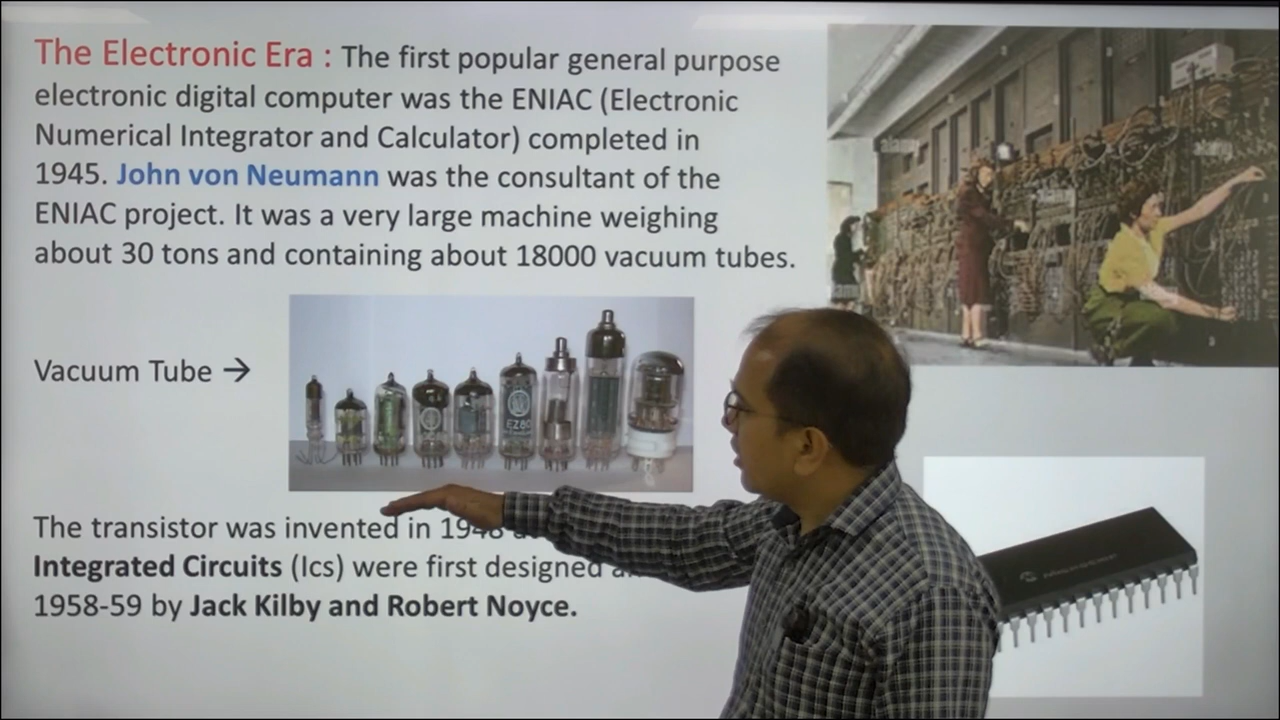 The Electronic Era : The first popular general purpose
electronic digital computer was the ENIAC (Electronic
Numerical Integrator and Calculator) completed in
1945. John von Neumann was the consultant of the
ENIAC project. It was a very large machine weighing
about 30 tons and containing about 18000 vacuum tubes.
Vacuum Tube →
EZ80
The transistor was invented in 1948
Integrated Circuits (Ics) were first designed
1958-59 by Jack Kilby and Robert Noyce.